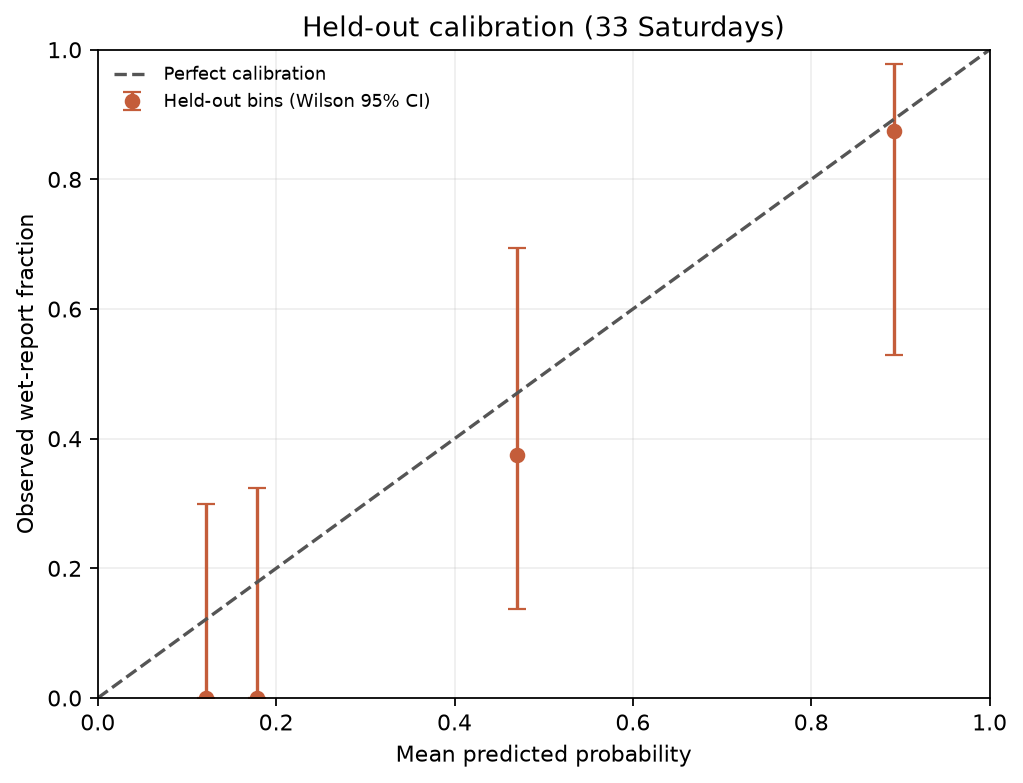 Held-out calibration (33 Saturdays)
Perfect calibration
Held-out bins (Wilson 95% CI)
Observed wet-report fraction
1.0
0.8
0.6
0.4
0.2
0.0
0.0 0.2 0.4 0.6 0.8 1.0
Mean predicted probability